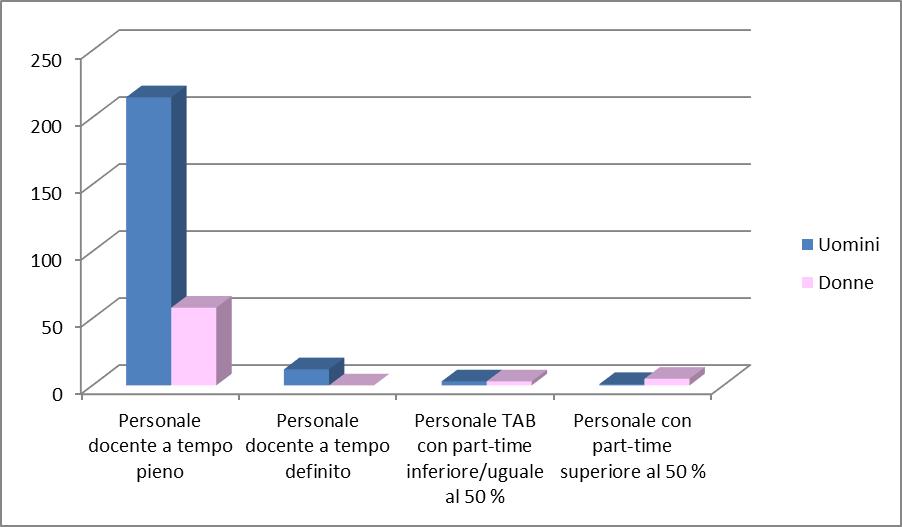 250
200
150
100
50
0
Personale
docente a tempo
pieno
Personale
docente a tempo
definito
Personale TAB
con part-time
inferiore/uguale
al 50 %
Personale con
part-time
superiore al 50 %
Uomini
Donne